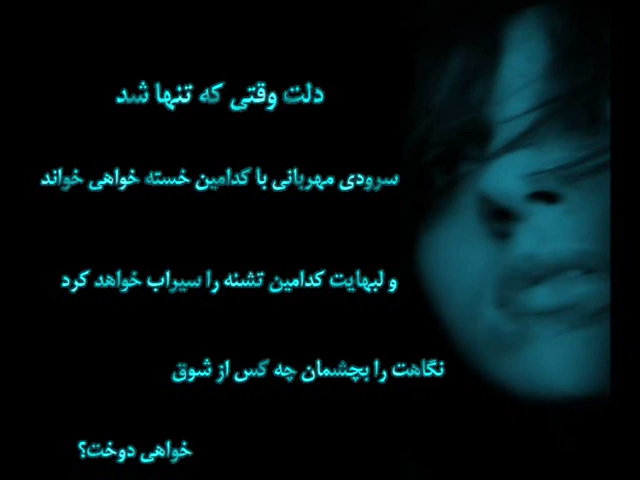 دلت وقتی که تنها شد
سرودی مهربانی با کدامین خسته خواهی خواند
و لبهایت کدامین تشنه را سیراب خواهد کرد
نگاهت را بچشمان چه کس از شوق
خواهی دوخت؟